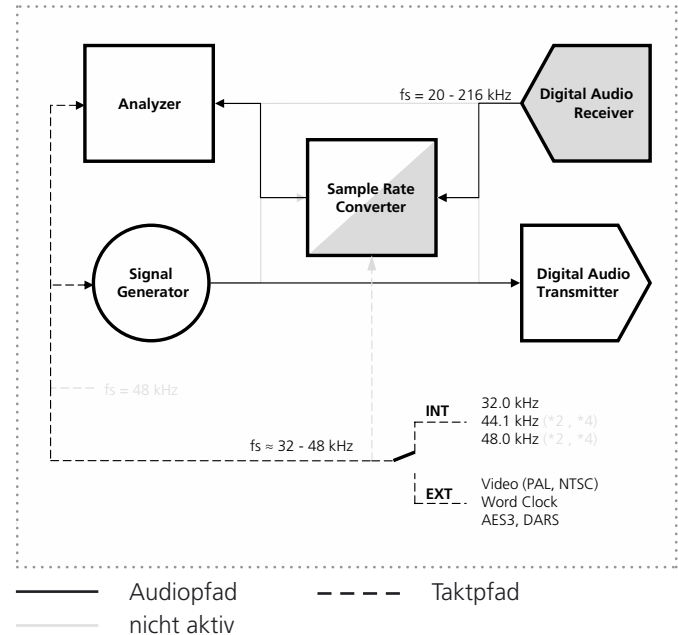 fs = 20 - 216 kHz
Analyzer
Digital Audio
Receiver
Sample Rate
Converter
Signal
Generator
Digital Audio
Transmitter
fs = 48 kHz
fs ≈ 32 - 48 kHz
INT
32.0 kHz
44.1 kHz (*2 , *4)
48.0 kHz (*2 , *4)
EXT
Video (PAL, NTSC)
Word Clock
AES3, DARS
Audiopfad
Taktpfad
nicht aktiv